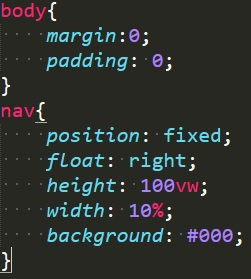 body{
    margin:0;
    padding: 0;
}
nav{
    position: fixed;
    float: right;
    height: 100vw;
    width: 10%;
    background: #000;
}